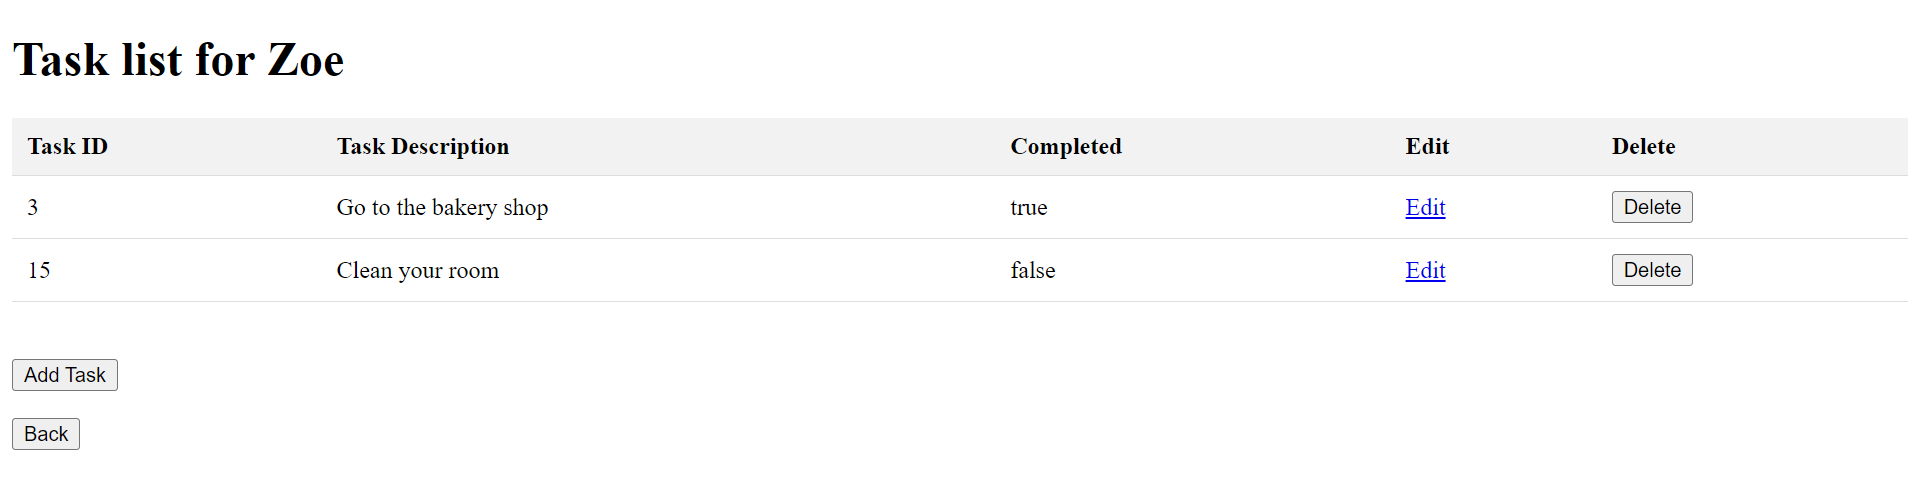 Task list for Zoe
Task ID Task Description Completed Edit Delete
3 Go to the bakery shop true Edit Delete
15 Clean your room false Edit Delete
Add Task
Back